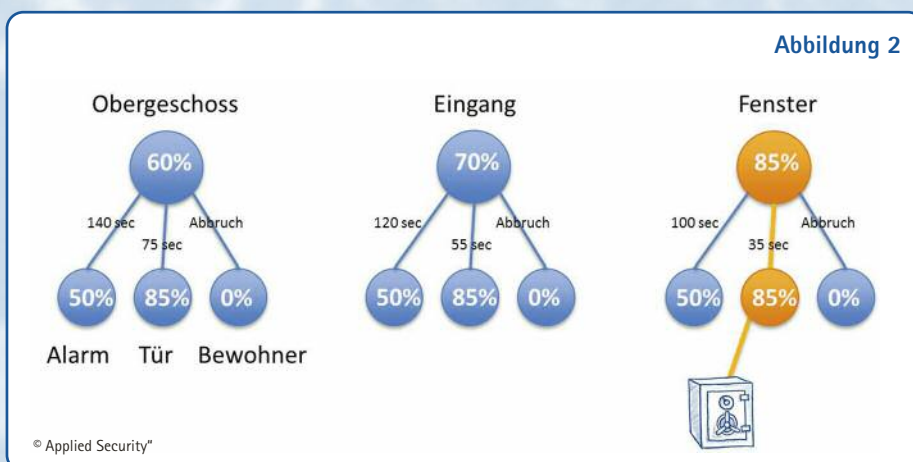 Abbildung 2
Obergeschoss Eingang Fenster
60% 70% 85%
140 sec Abbruch 120 sec Abbruch 100 sec Abbruch
75 sec 55 sec 35 sec
50% 85% 0% 50% 85% 0% 50% 85% 0%
Alarm Tür Bewohner
© Applied Security"